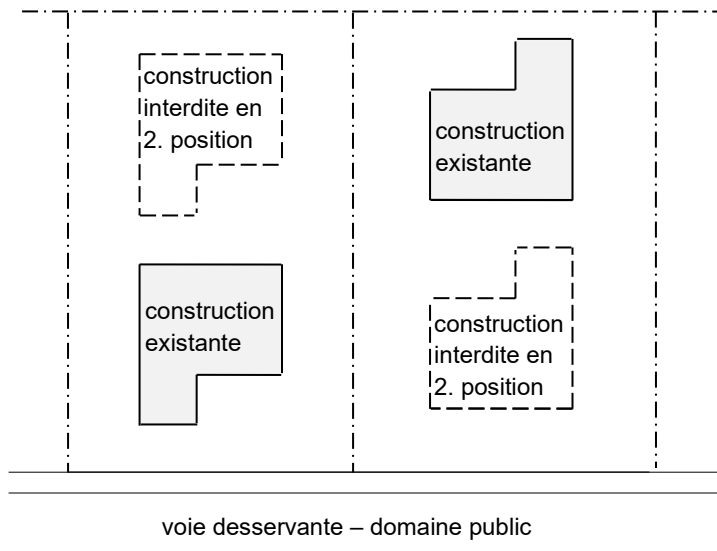 construction
interdite en
2. position
construction
existante
construction
existante
construction
interdite en
2. position
voie desservante – domaine public